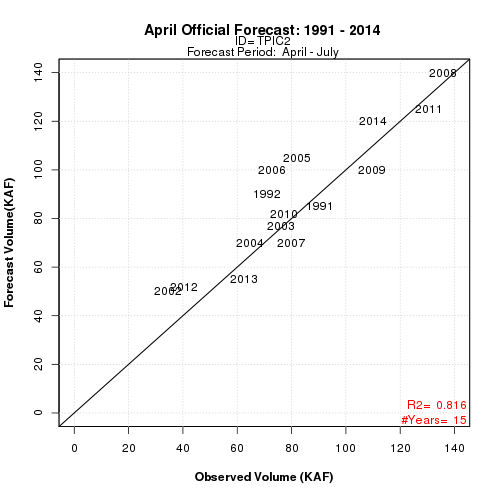 April Official Forecast: 1991 - 2014
ID= TPIC2
Forecast Period:  April - July
Forecast Volume(KAF)
140
120
100
80
60
40
20
0
2008
2011
2014
2005
2006
2009
1992
1991
2010
2003
2004
2007
2013
2012
2002
R2= 0.816
#Years= 15
0 20 40 60 80 100 120 140
Observed Volume (KAF)